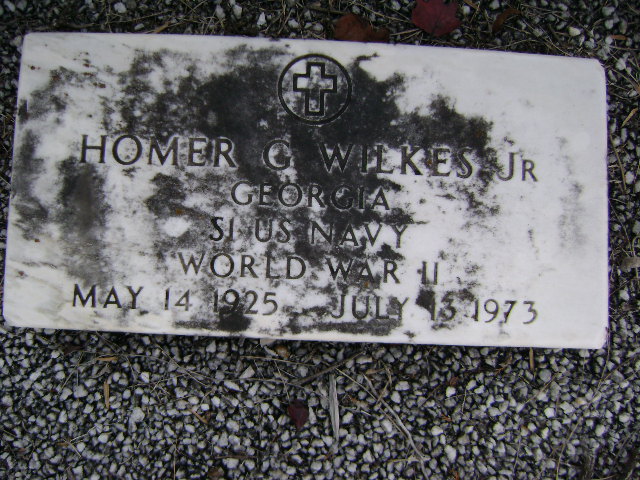 HOMER G WILKES JR
GEORGIA
S1 US NAVY
WORLD WAR II
MAY 14 1925 JULY 13 1973